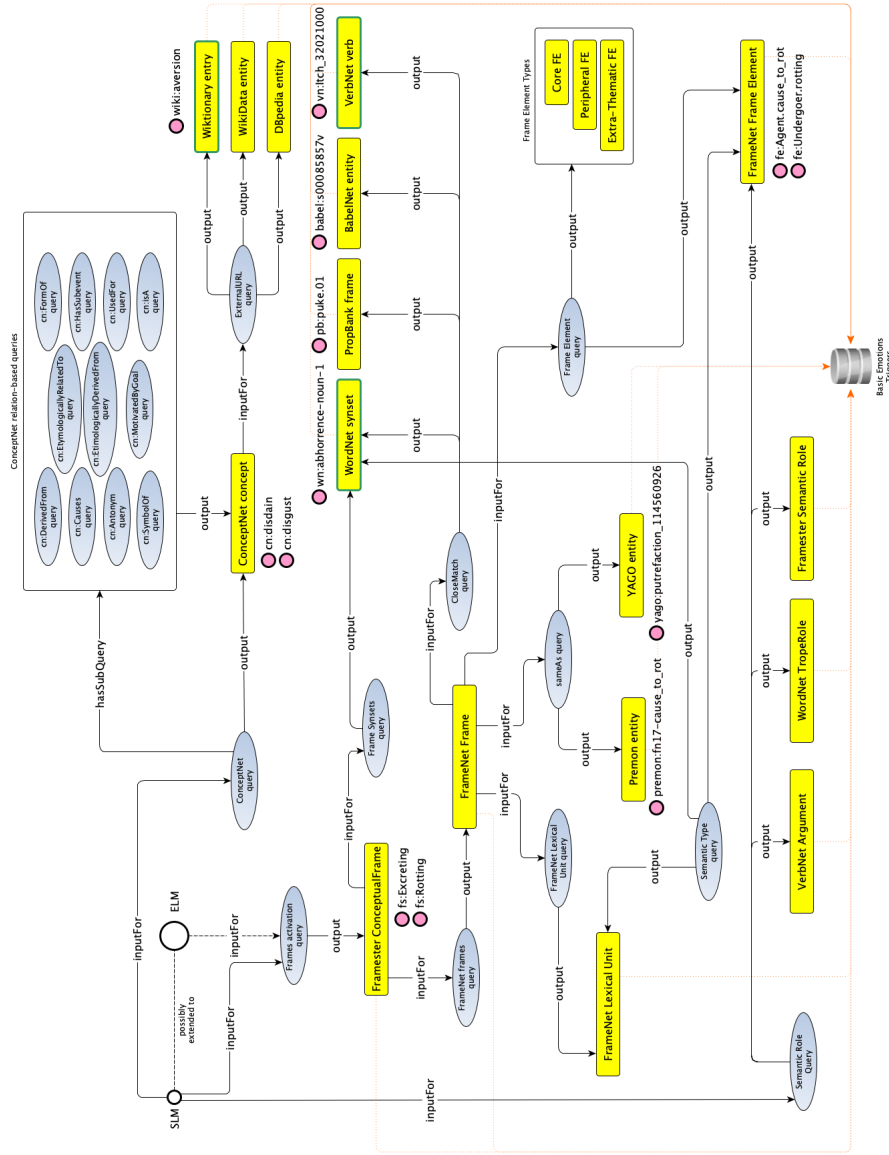 ConceptNet relation-based queries
cn:DerivedFrom
query
cn:EtymologicallyRelatedTo
query
cn:FormOf
query
cn:Causes
query
cn:EtimologicallyDerivedFrom
query
cn:HasSubevent
query
cn:Antonym
query
cn:MotivatedByGoal
query
cn:UsedFor
query
cn:SymbolOf
query
cn:isA
query
hasSubQuery
output
inputFor
SLM
possibly
extended to
ELM
inputFor
inputFor
ConceptNet
query
output
ConceptNet concept
cn:disdain
cn:disgust
inputFor
ExternalURL
query
output
output
output
wiki:aversion
Wiktionary entry
WikiData entity
DBpedia entity
Frames activation
query
output
Framester ConceptualFrame
fs:Excreting
fs:Rotting
inputFor
Frame Synsets
query
output
wn:abhorrence-noun-1
WordNet synset
pb:puke.01
PropBank frame
babel:s00085857v
BabelNet entity
vn:ltch_32021000
VerbNet verb
output
output
output
output
inputFor
FrameNet frames
query
output
FrameNet Frame
inputFor
CloseMatch
query
inputFor
Frame Element
query
output
Frame Element Types
Core FE
Peripheral FE
Extra-Thematic FE
output
inputFor
FrameNet Lexical
Unit query
output
FrameNet Lexical Unit
inputFor
sameAs query
output
output
Premon entity
premon:fn17-cause_to_rot
YAGO entity
yago:putrefaction_114560926
output
Semantic Type
query
output
FrameNet Frame Element
fe:Agent.cause_to_rot
fe:Undergoer.rotting
inputFor
Semantic Role
Query
output
output
output
output
VerbNet Argument
WordNet TropeRole
Framester Semantic Role
Basic Emotions
Triggers